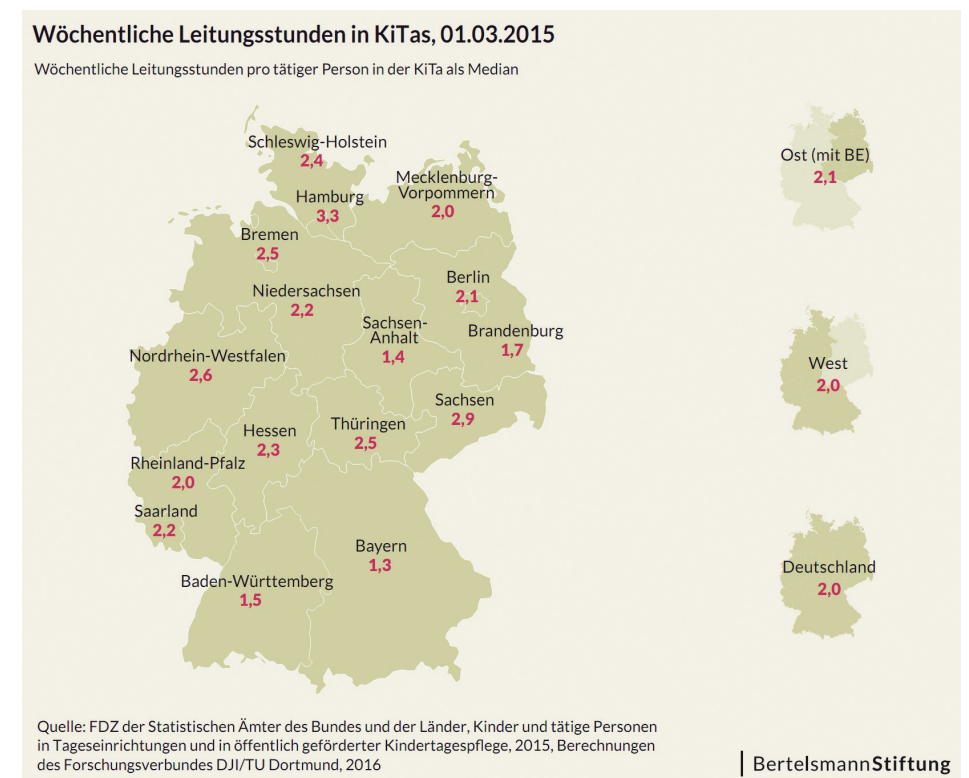 Wöchentliche Leitungsstunden in KiTas, 01.03.2015
Wöchentliche Leitungsstunden pro tätiger Person in der KiTa als Median
Schleswig-Holstein
2,4
Hamburg
3,3
Mecklenburg-
Vorpommern
2,0
Bremen
2,5
Niedersachsen
2,2
Berlin
2,1
Sachsen-
Anhalt
1,4
Brandenburg
1,7
Nordrhein-Westfalen
2,6
Sachsen
2,9
Hessen
2,3
Thüringen
2,5
Rheinland-Pfalz
2,0
Saarland
2,2
Bayern
1,3
Baden-Württemberg
1,5
Ost (mit BE)
2,1
West
2,0
Deutschland
2,0
Quelle: FDZ der Statistischen Ämter des Bundes und der Länder, Kinder und tätige Personen
in Tageseinrichtungen und in öffentlich geförderter Kindertagespflege, 2015, Berechnungen
des Forschungsverbundes DJI/TU Dortmund, 2016
BertelsmannStiftung